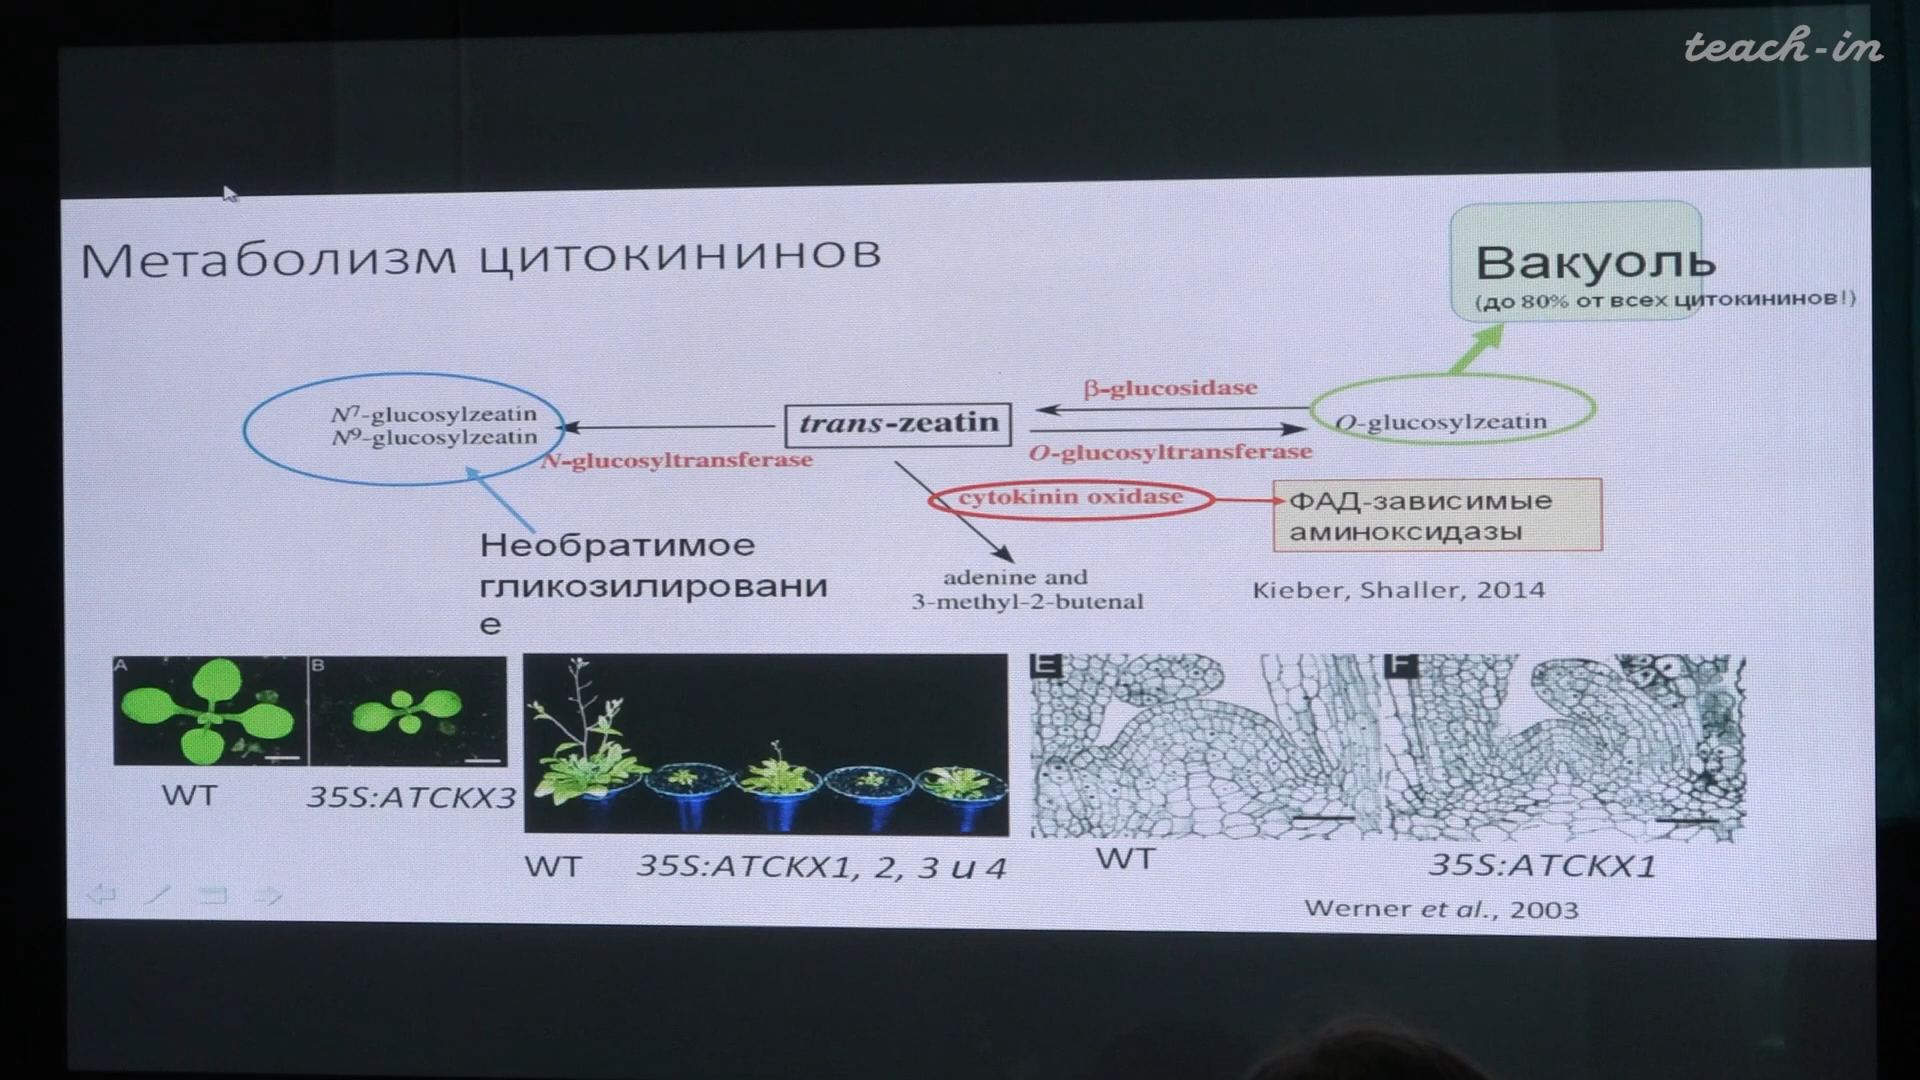 teach-in
Метаболизм цитокининов
Вакуоль
(до 80% от всех цитокининов!)
N⁷-glucosylzeatin
N⁹-glucosylzeatin
N-glucosyltransferase
trans-zeatin
β-glucosidase
O-glucosyltransferase
O-glucosylzeatin
cytokinin oxidase
ФАД-зависимые
аминоксидазы
Необратимое
гликозилировани
е
adenine and
3-methyl-2-butenal
Kieber, Shaller, 2014
A
B
E
F
WT
35S:ATCKX3
WT
35S:ATCKX1, 2, 3 и 4
WT
35S:ATCKX1
Werner et al., 2003